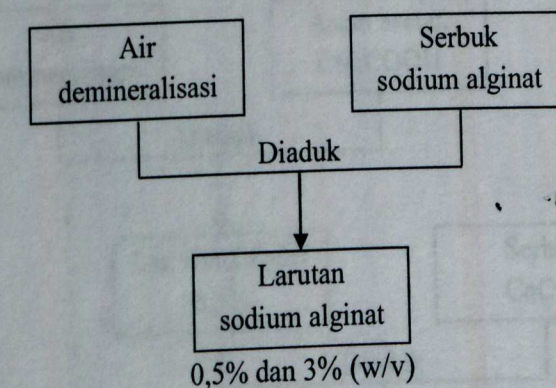 Air
demineralisasi
Serbuk
sodium alginat
Diaduk
Larutan
sodium alginat
0,5% dan 3% (w/v)